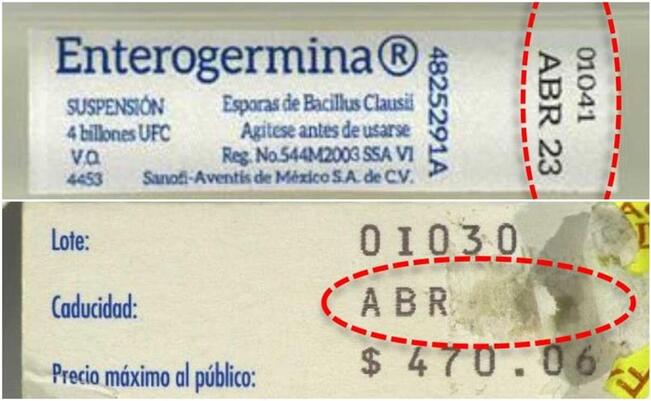 Enterogermina®
SUSPENSIÓN
4 billones UFC
V.O.
4453
Esporas de Bacillus Clausii
Agitese antes de usarse
Reg. No.544M2003 SSA VI
Sanofi-Aventis de México S.A. de C.V.
4825291A
01041
ABR 23
Lote: 01030
Caducidad: ABR
Precio máximo al público: $ 470.06